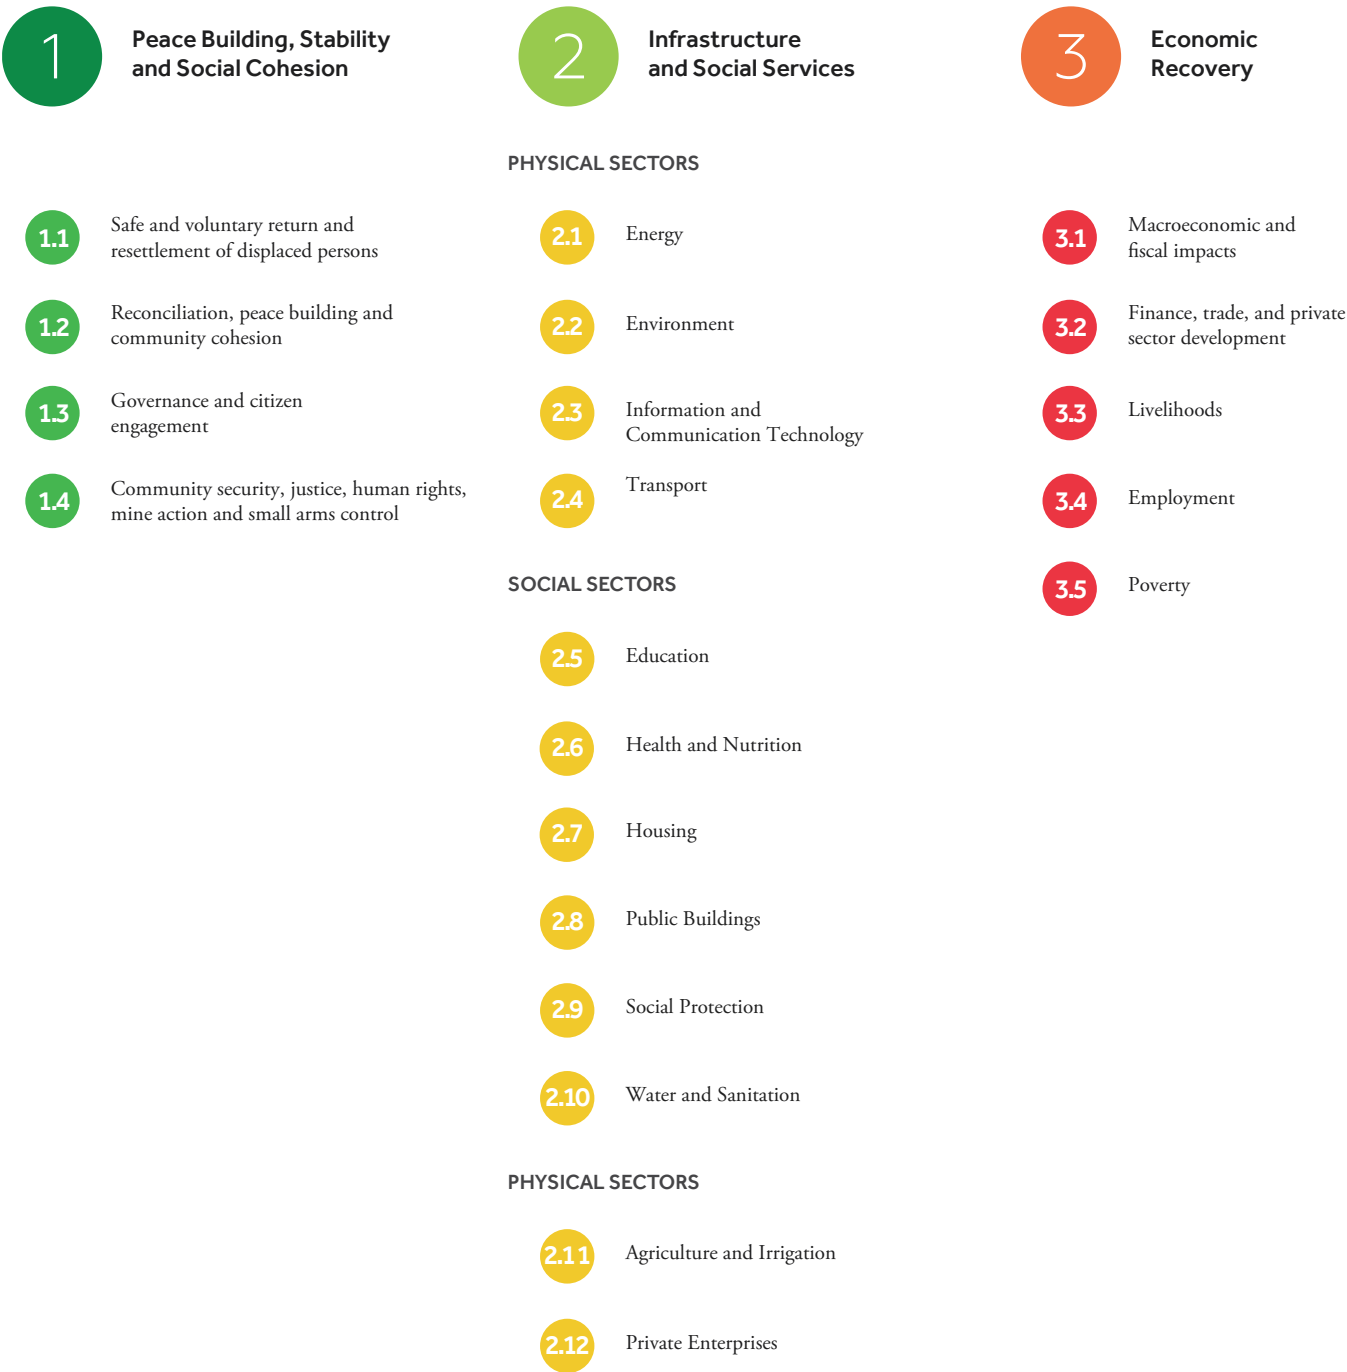 1
Peace Building, Stability
and Social Cohesion
1.1
Safe and voluntary return and
resettlement of displaced persons
1.2
Reconciliation, peace building and
community cohesion
1.3
Governance and citizen
engagement
1.4
Community security, justice, human rights,
mine action and small arms control
2
Infrastructure
and Social Services
PHYSICAL SECTORS
2.1
Energy
2.2
Environment
2.3
Information and
Communication Technology
2.4
Transport
SOCIAL SECTORS
2.5
Education
2.6
Health and Nutrition
2.7
Housing
2.8
Public Buildings
2.9
Social Protection
2.10
Water and Sanitation
PHYSICAL SECTORS
2.11
Agriculture and Irrigation
2.12
Private Enterprises
3
Economic
Recovery
3.1
Macroeconomic and
fiscal impacts
3.2
Finance, trade, and private
sector development
3.3
Livelihoods
3.4
Employment
3.5
Poverty